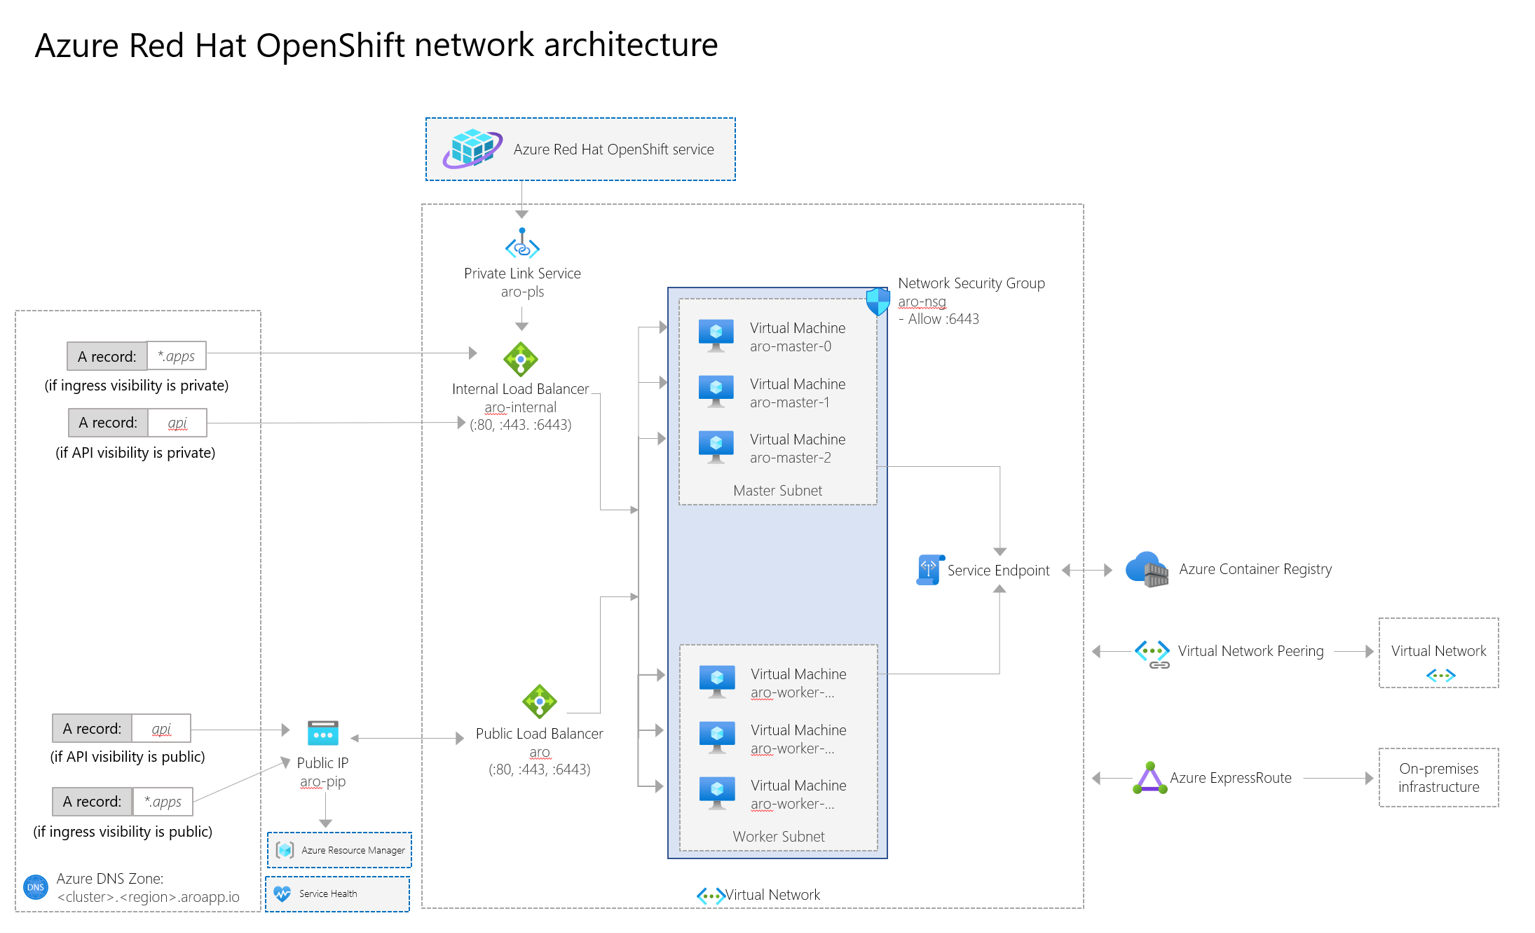 Azure Red Hat OpenShift network architecture
Azure Red Hat OpenShift service
Private Link Service
aro-pls
Network Security Group
aro-nsg
- Allow :6443
A record: *.apps
(if ingress visibility is private)
A record: api
(if API visibility is private)
Internal Load Balancer
aro-internal
(:80, :443. :6443)
Virtual Machine
aro-master-0
Virtual Machine
aro-master-1
Virtual Machine
aro-master-2
Master Subnet
Service Endpoint
Azure Container Registry
Virtual Network Peering
Virtual Network
A record: api
(if API visibility is public)
A record: *.apps
(if ingress visibility is public)
Public IP
aro-pip
Public Load Balancer
aro
(:80, :443, :6443)
Virtual Machine
aro-worker-...
Virtual Machine
aro-worker-...
Virtual Machine
aro-worker-...
Worker Subnet
Azure ExpressRoute
On-premises
infrastructure
Azure Resource Manager
Service Health
DNS
Azure DNS Zone:
<cluster>.<region>.aroapp.io
Virtual Network